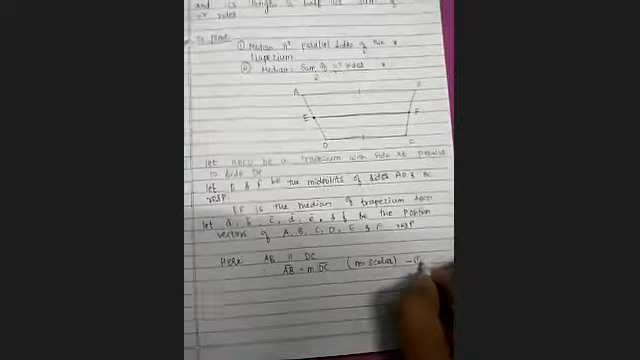 and its length is half the sum of
sides
To prove
① Median || parallel sides of the
trapezium
② Median = Sum of || sides
2
A
B
E
F
D
C
let ABCD be a trapezium with side AB parallel
to side DC
let E & F be the midpoints of sides AD & BC
resp.
EF is the median of trapezium ABCD
let a̅, b̅, c̅, d̅, e̅, & f̅ be the position
vectors of A, B, C, D, E & F resp
Here AB || DC
∴ A̅B̅ = m D̅C̅ (m scalar) –(1